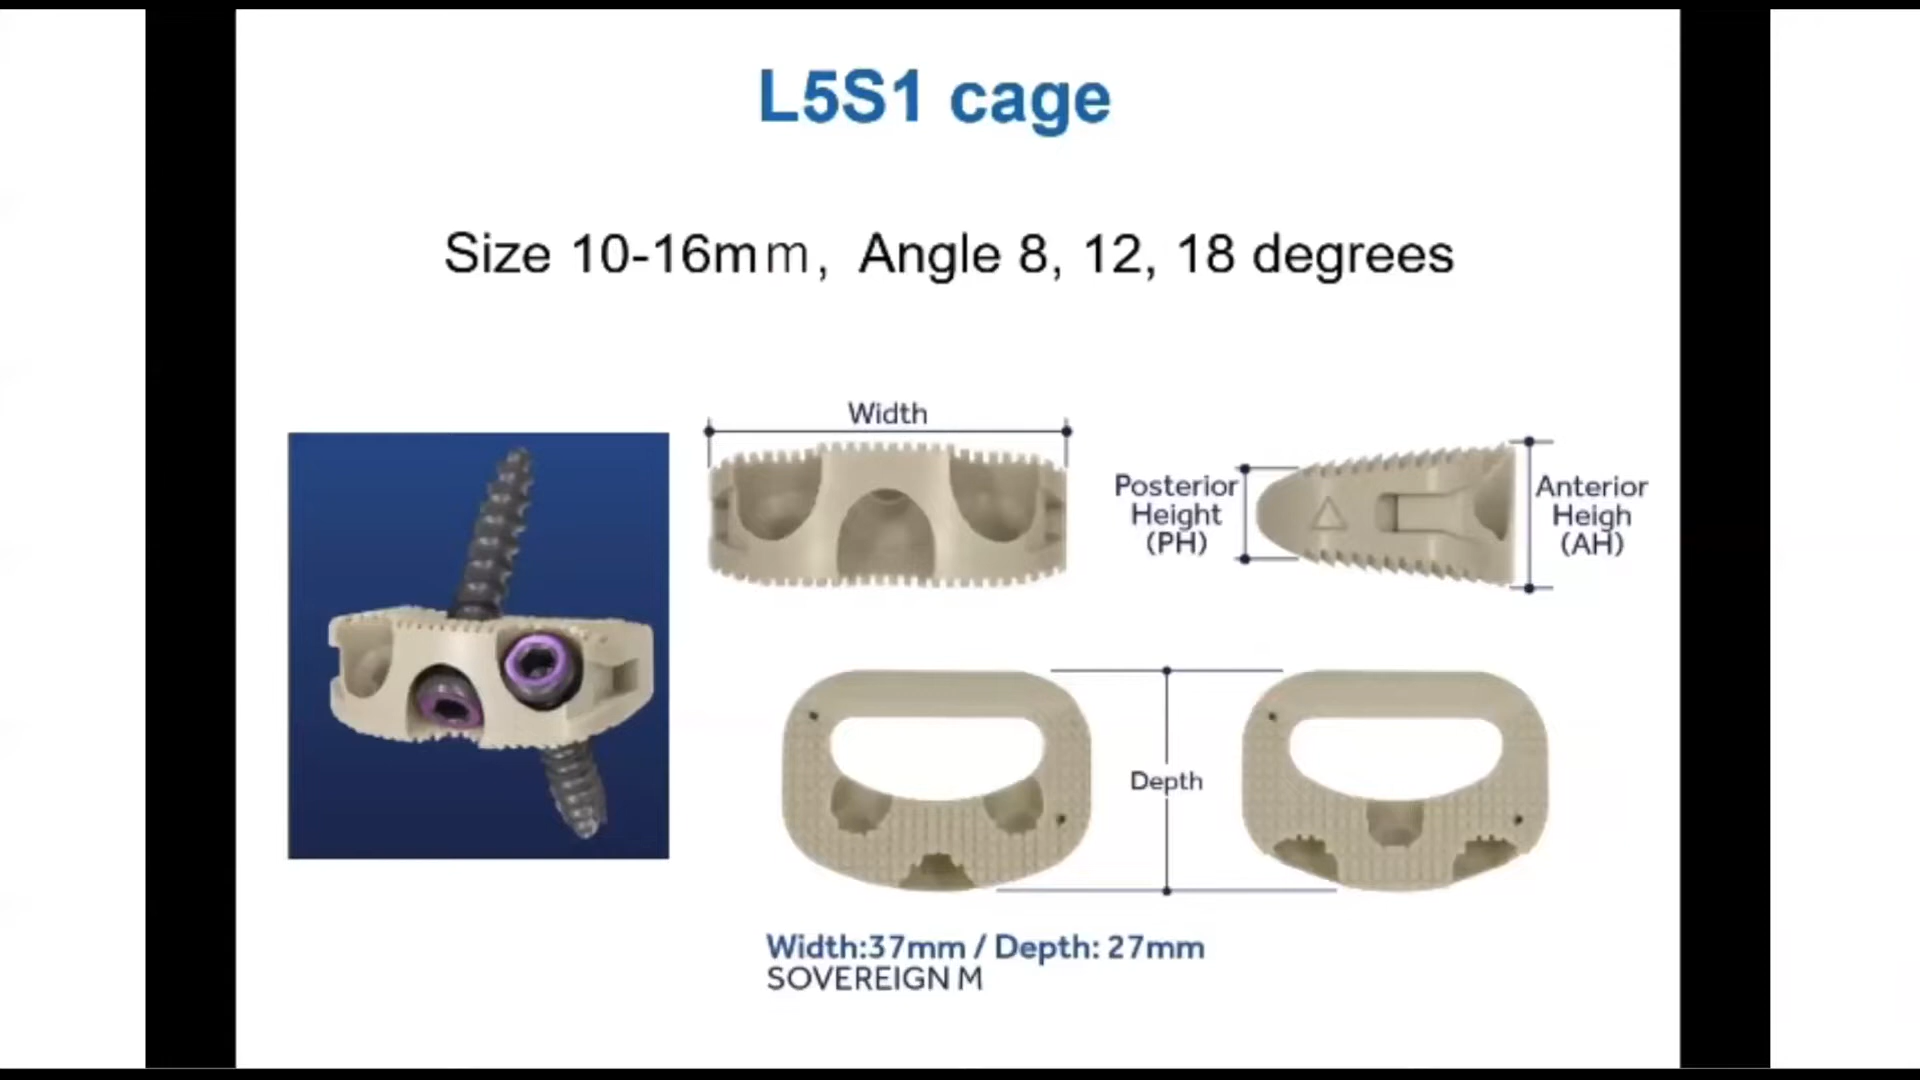 L5S1 cage
Size 10-16mm, Angle 8, 12, 18 degrees
Width
Posterior
Height
(PH)
Anterior
Heigh
(AH)
Depth
Width:37mm / Depth: 27mm
SOVEREIGN M